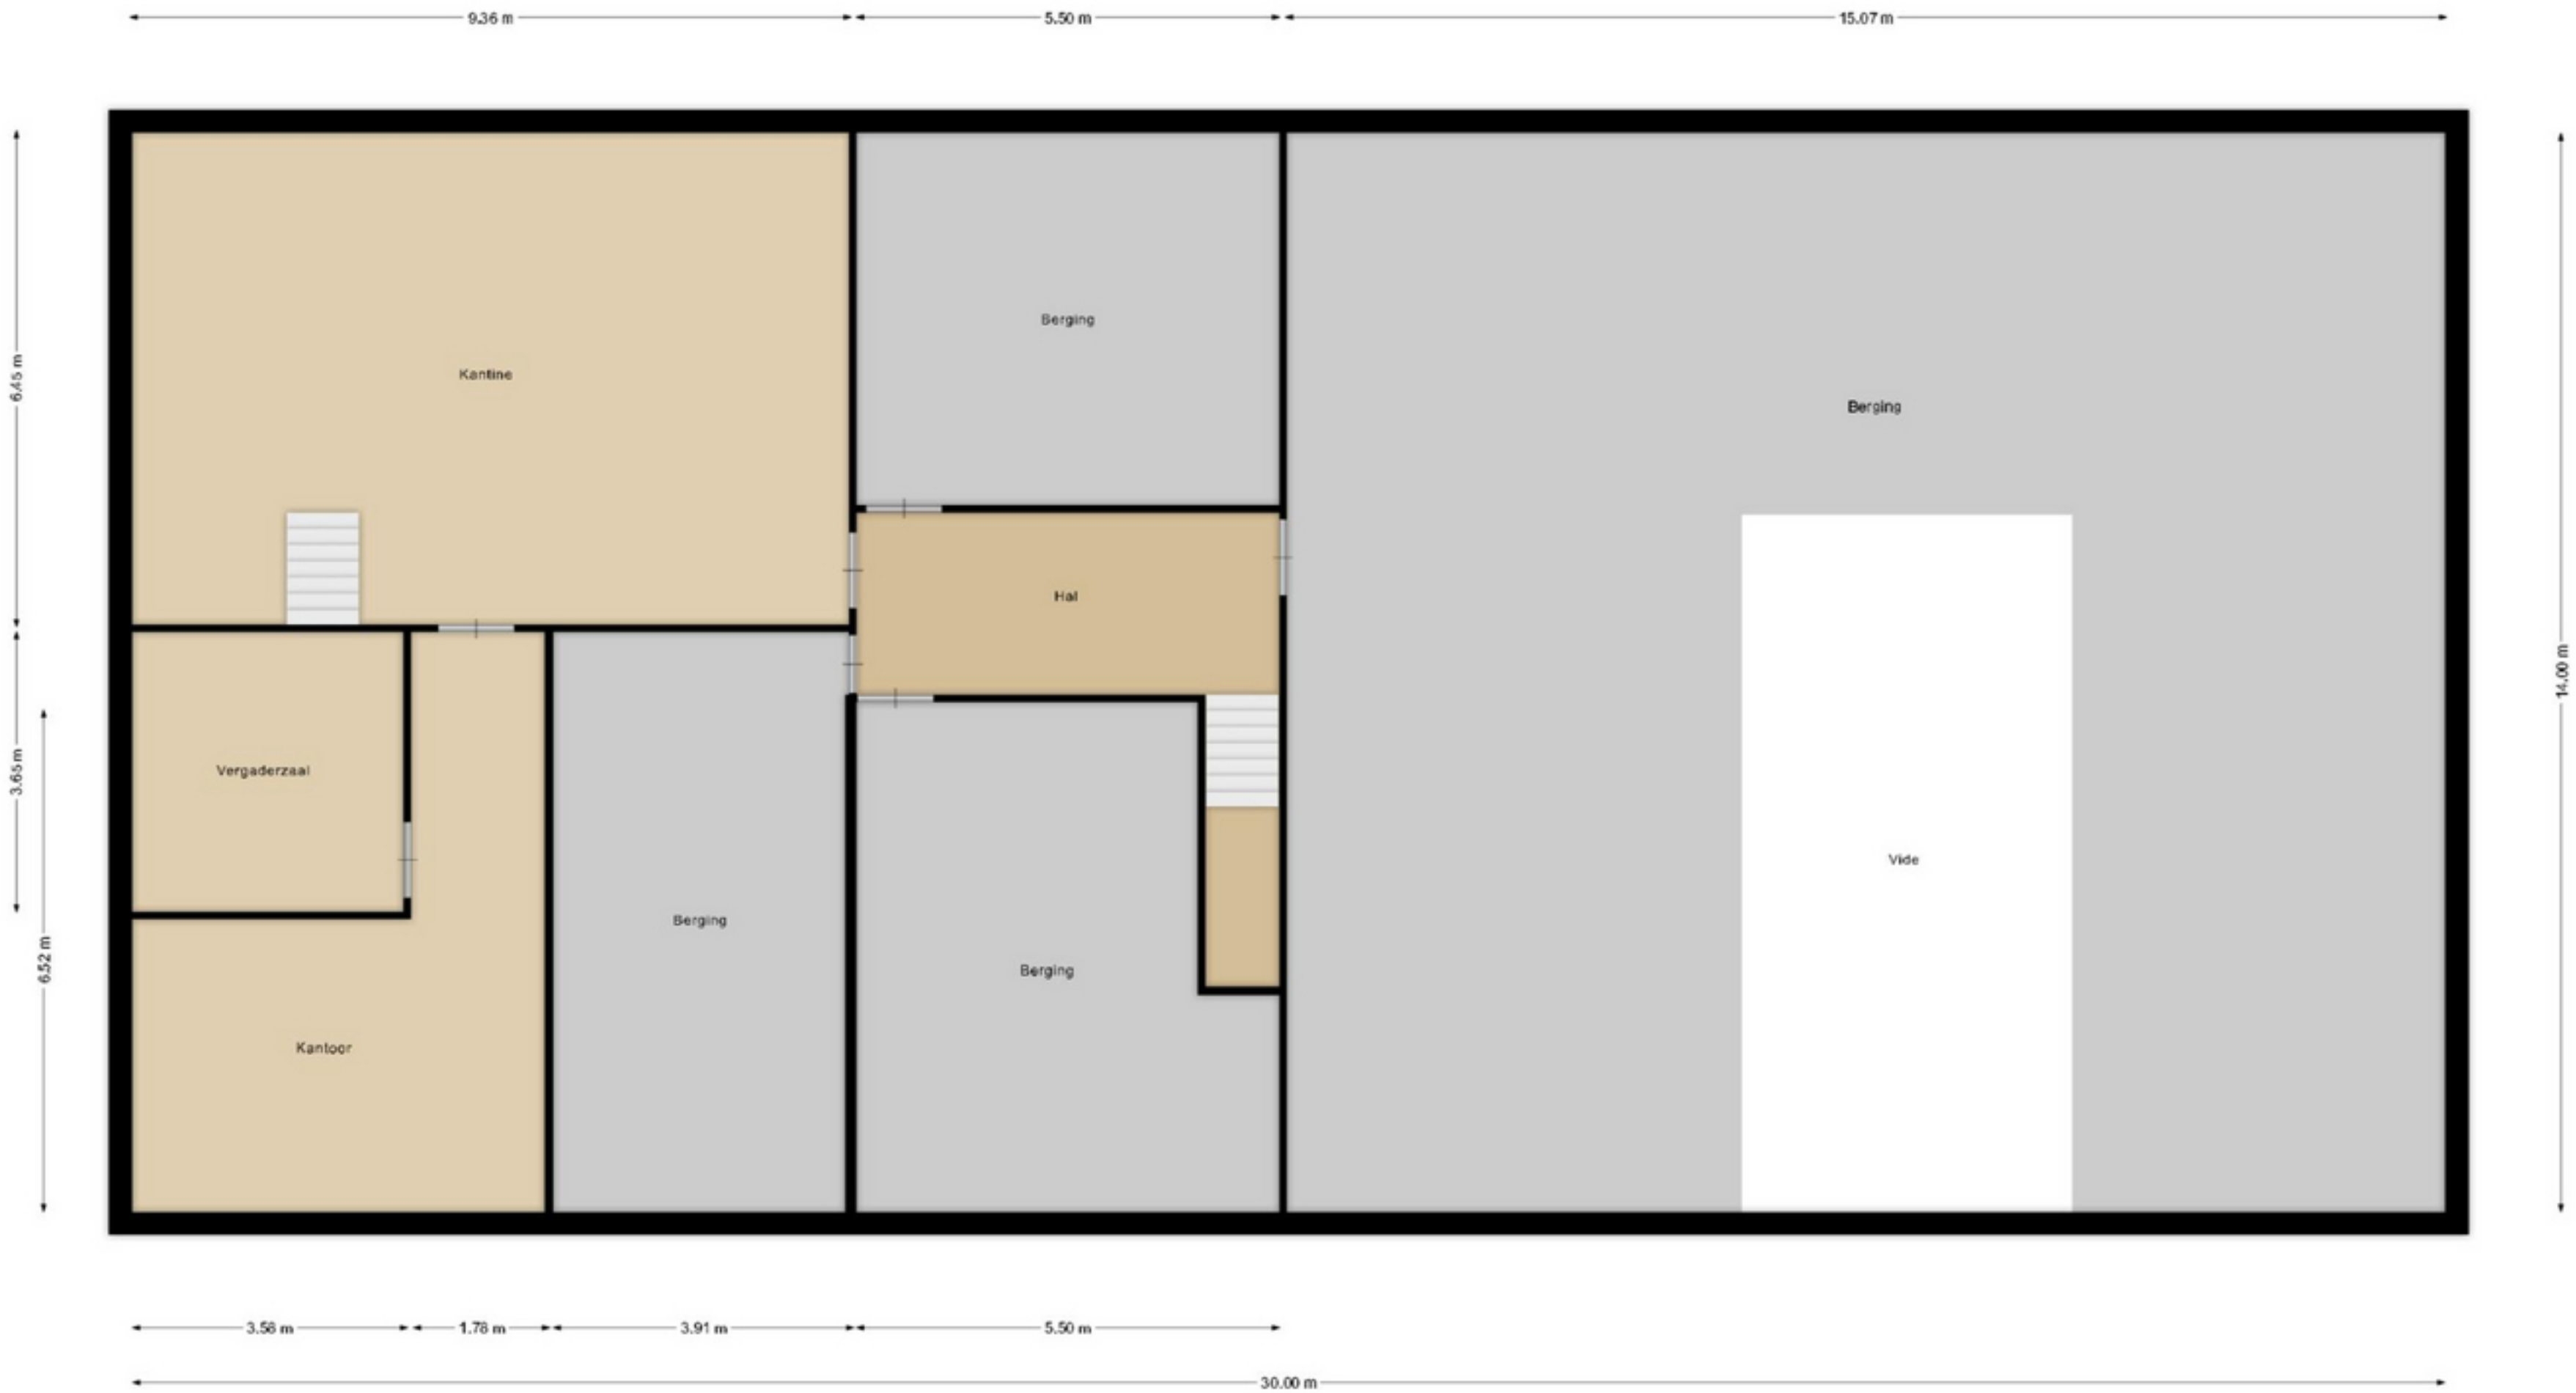 9.36 m
5.50 m
15.07 m
Berging
Kantine
6.45 m
Berging
Hal
14.00 m
Vergaderzaal
3.65 m
Vide
Berging
6.52 m
Berging
Kantoor
3.58 m
1.78 m
3.91 m
5.50 m
30.00 m